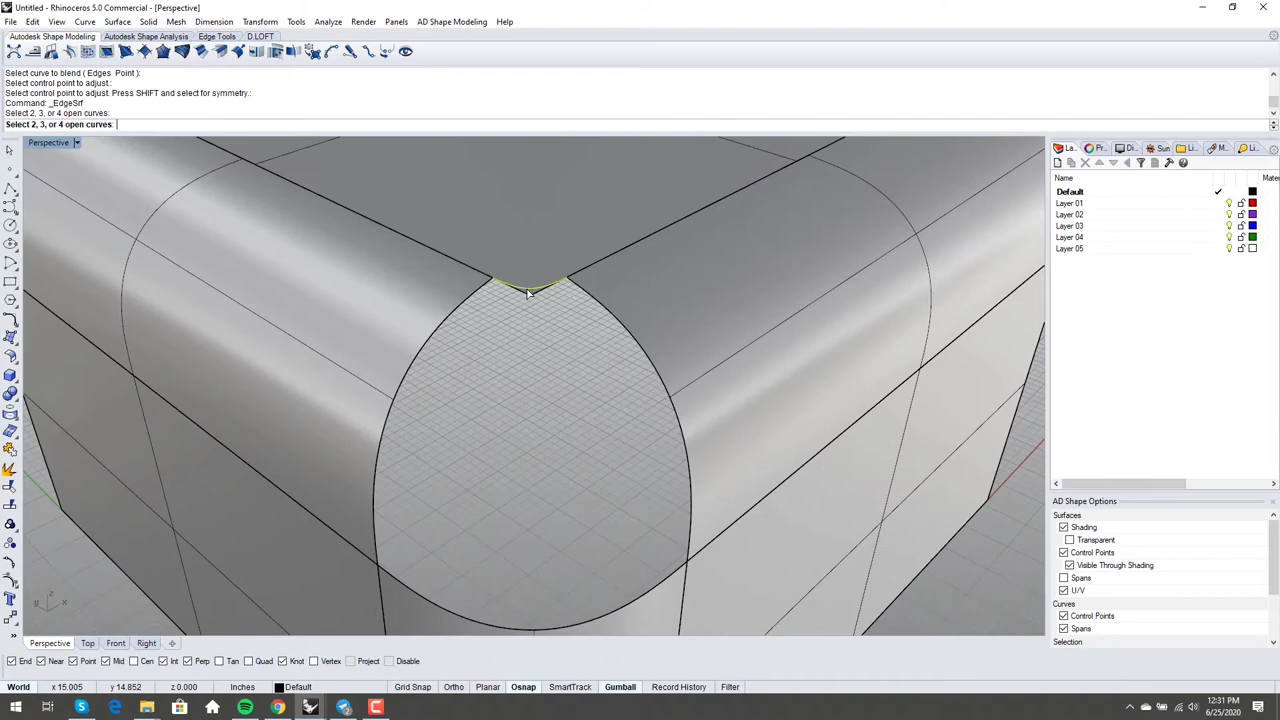 Untitled - Rhinoceros 5.0 Commercial - [Perspective]
File Edit View Curve Surface Solid Mesh Dimension Transform Tools Analyze Render Panels AD Shape Modeling Help
Autodesk Shape Modeling Autodesk Shape Analysis Edge Tools D.LOFT
Select curve to blend ( Edges Point ):
Select control point to adjust.:
Select control point to adjust. Press SHIFT and select for symmetry.:
Command: _EdgeSrf
Select 2, 3, or 4 open curves:
Select 2, 3, or 4 open curves:
Perspective
La... Pr... Di... Sun Li... M... Li...
Name Mater
Default
Layer 01
Layer 02
Layer 03
Layer 04
Layer 05
AD Shape Options
Surfaces
Shading
Transparent
Control Points
Visible Through Shading
Spans
U/V
Curves
Control Points
Spans
Selection
z
x
Perspective Top Front Right
End Near Point Mid Cen Int Perp Tan Quad Knot Vertex Project Disable
World x 15.005 y 14.852 z 0.000 Inches Default Grid Snap Ortho Planar Osnap SmartTrack Gumball Record History Filter
12:31 PM
6/25/2020